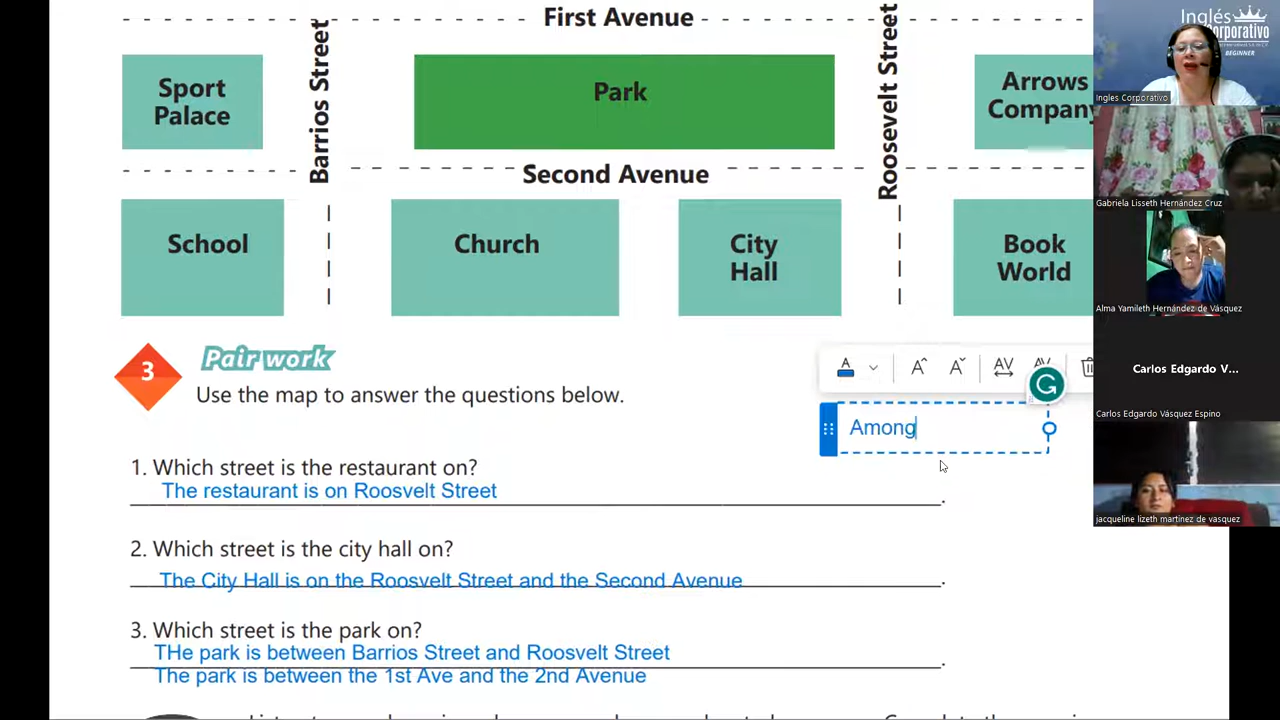 First Avenue
Barrios Street
Roosevelt Street
Sport
Palace
Park
Arrows
Company
Second Avenue
School
Church
City
Hall
Book
World
3
Pair work
Use the map to answer the questions below.
Among
1. Which street is the restaurant on?
The restaurant is on Roosvelt Street
2. Which street is the city hall on?
The City Hall is on the Roosvelt Street and the Second Avenue
3. Which street is the park on?
THe park is between Barrios Street and Roosvelt Street
The park is between the 1st Ave and the 2nd Avenue
Inglés
Corporativo
BEGINNER
Ingles Corporativo
Gabriela Lisseth Hernández Cruz
Alma Yamileth Hernández de Vásquez
Carlos Edgardo V...
Carlos Edgardo Vásquez Espino
jacqueline lizeth martinez de vasquez